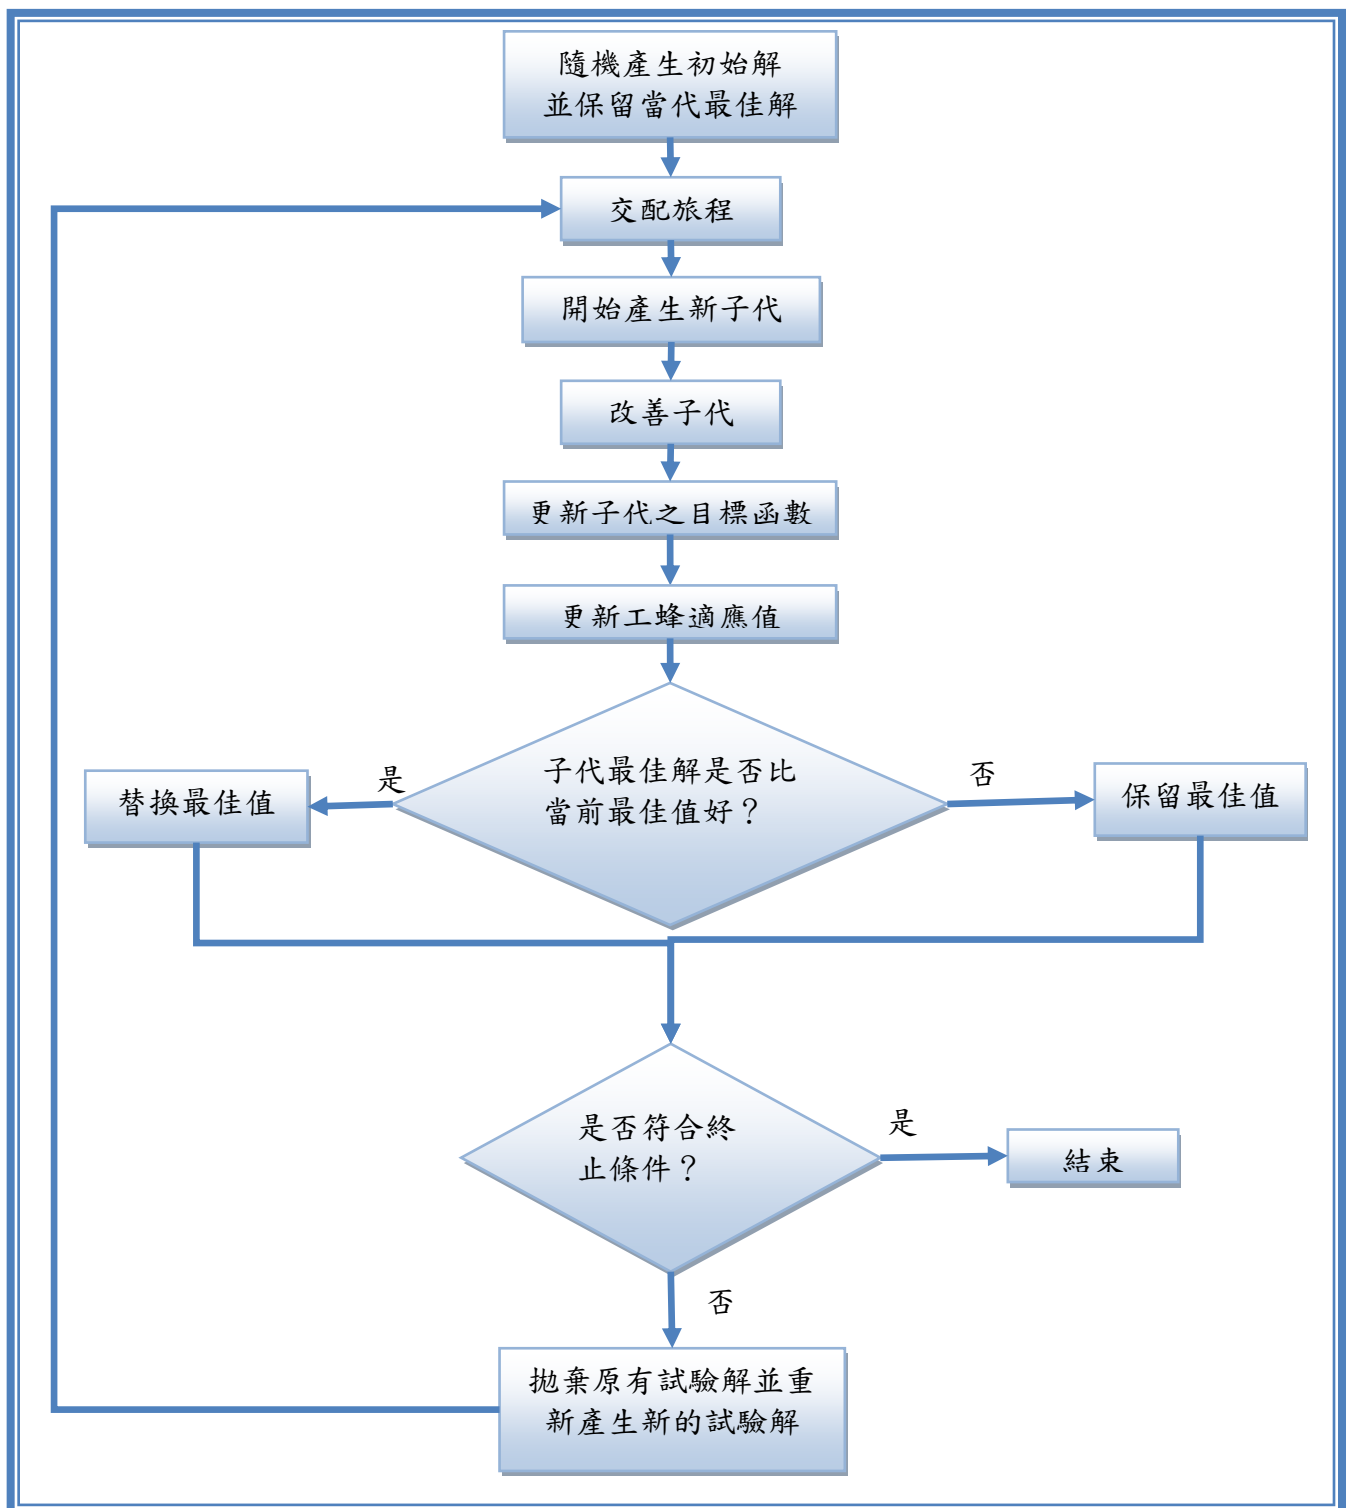 隨機產生初始解
並保留當代最佳解
交配旅程
開始產生新子代
改善子代
更新子代之目標函數
更新工蜂適應值
子代最佳解是否比
當前最佳值好？
是
否
替換最佳值
保留最佳值
是否符合終
止條件？
是
結束
否
拋棄原有試驗解並重
新產生新的試驗解